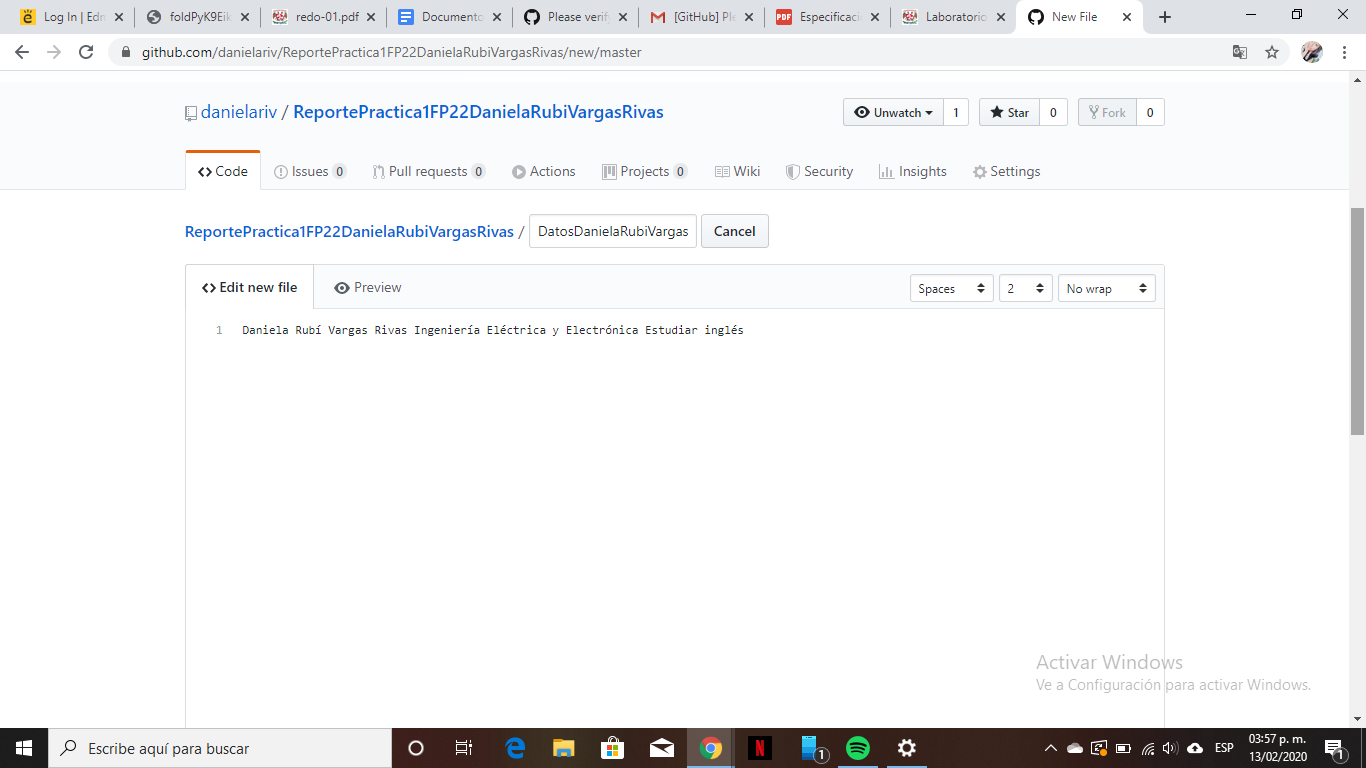 Log In | Edr
foldPyK9Eik
redo-01.pdf
Documento
Please verify
[GitHub] Ple
PDF
Especificaci
Laboratorio
New File
github.com/danielariv/ReportePractica1FP22DanielaRubiVargasRivas/new/master
danielariv / ReportePractica1FP22DanielaRubiVargasRivas
Unwatch 1
Star 0
Fork 0
Code
Issues 0
Pull requests 0
Actions
Projects 0
Wiki
Security
Insights
Settings
ReportePractica1FP22DanielaRubiVargasRivas / DatosDanielaRubiVargas Cancel
Edit new file
Preview
Spaces
2
No wrap
1 Daniela Rubí Vargas Rivas Ingeniería Eléctrica y Electrónica Estudiar inglés
Activar Windows
Ve a Configuración para activar Windows.
Escribe aquí para buscar
1
ESP
03:57 p. m.
13/02/2020
1